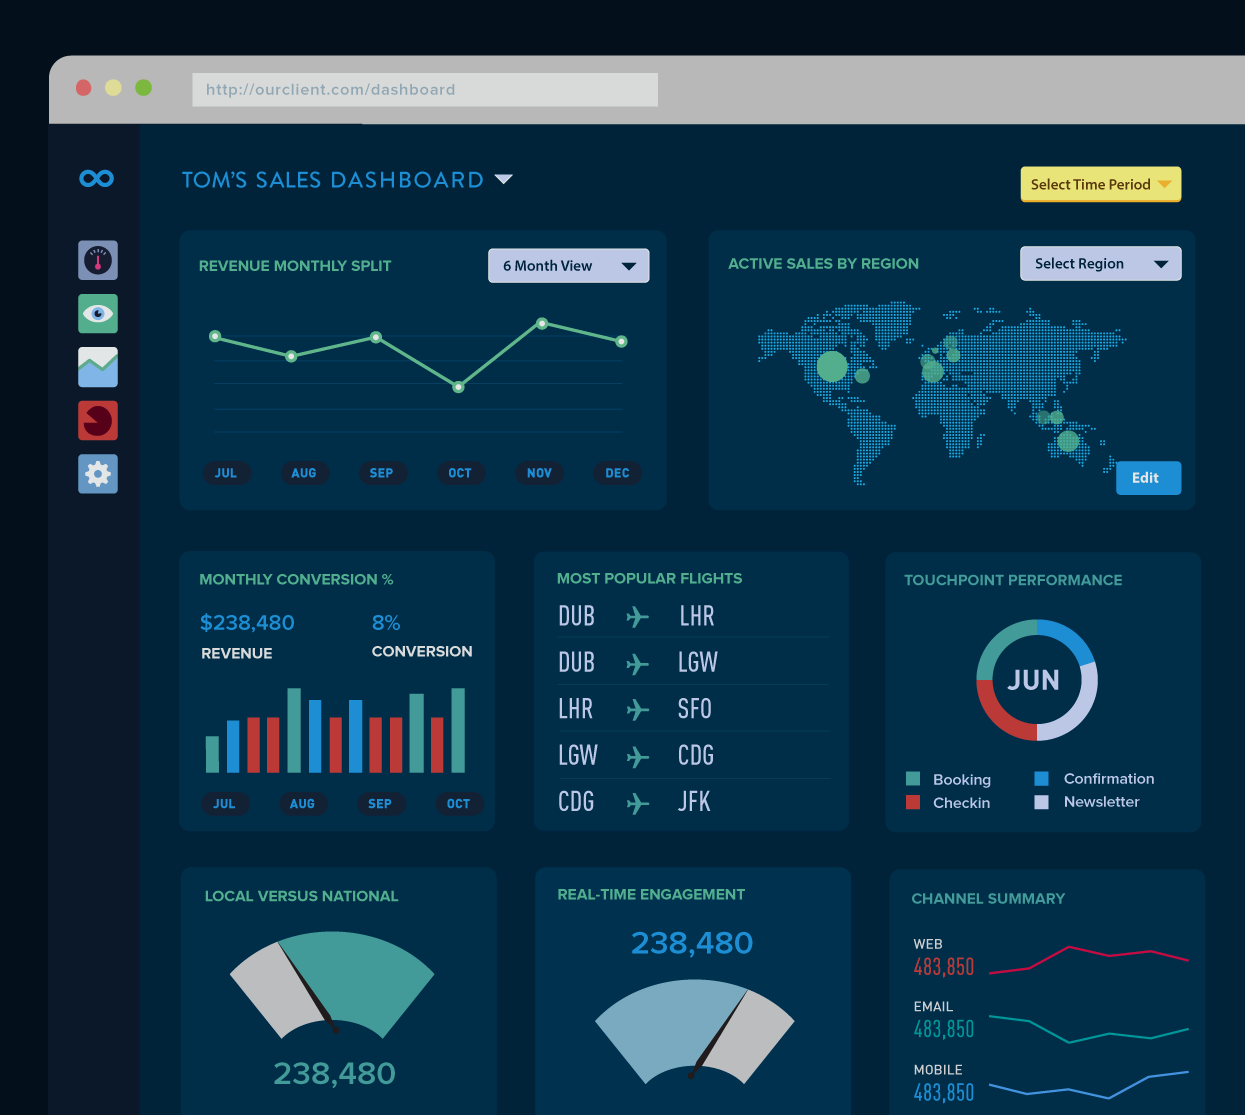 http://ourclient.com/dashboard
TOM'S SALES DASHBOARD
Select Time Period
REVENUE MONTHLY SPLIT
6 Month View
JUL AUG SEP OCT NOV DEC
ACTIVE SALES BY REGION
Select Region
Edit
MONTHLY CONVERSION %
$238,480 8%
REVENUE CONVERSION
JUL AUG SEP OCT
MOST POPULAR FLIGHTS
DUB LHR
DUB LGW
LHR SFO
LGW CDG
CDG JFK
TOUCHPOINT PERFORMANCE
JUN
Booking Confirmation
Checkin Newsletter
LOCAL VERSUS NATIONAL
238,480
REAL-TIME ENGAGEMENT
238,480
CHANNEL SUMMARY
WEB
483,850
EMAIL
483,850
MOBILE
483,850